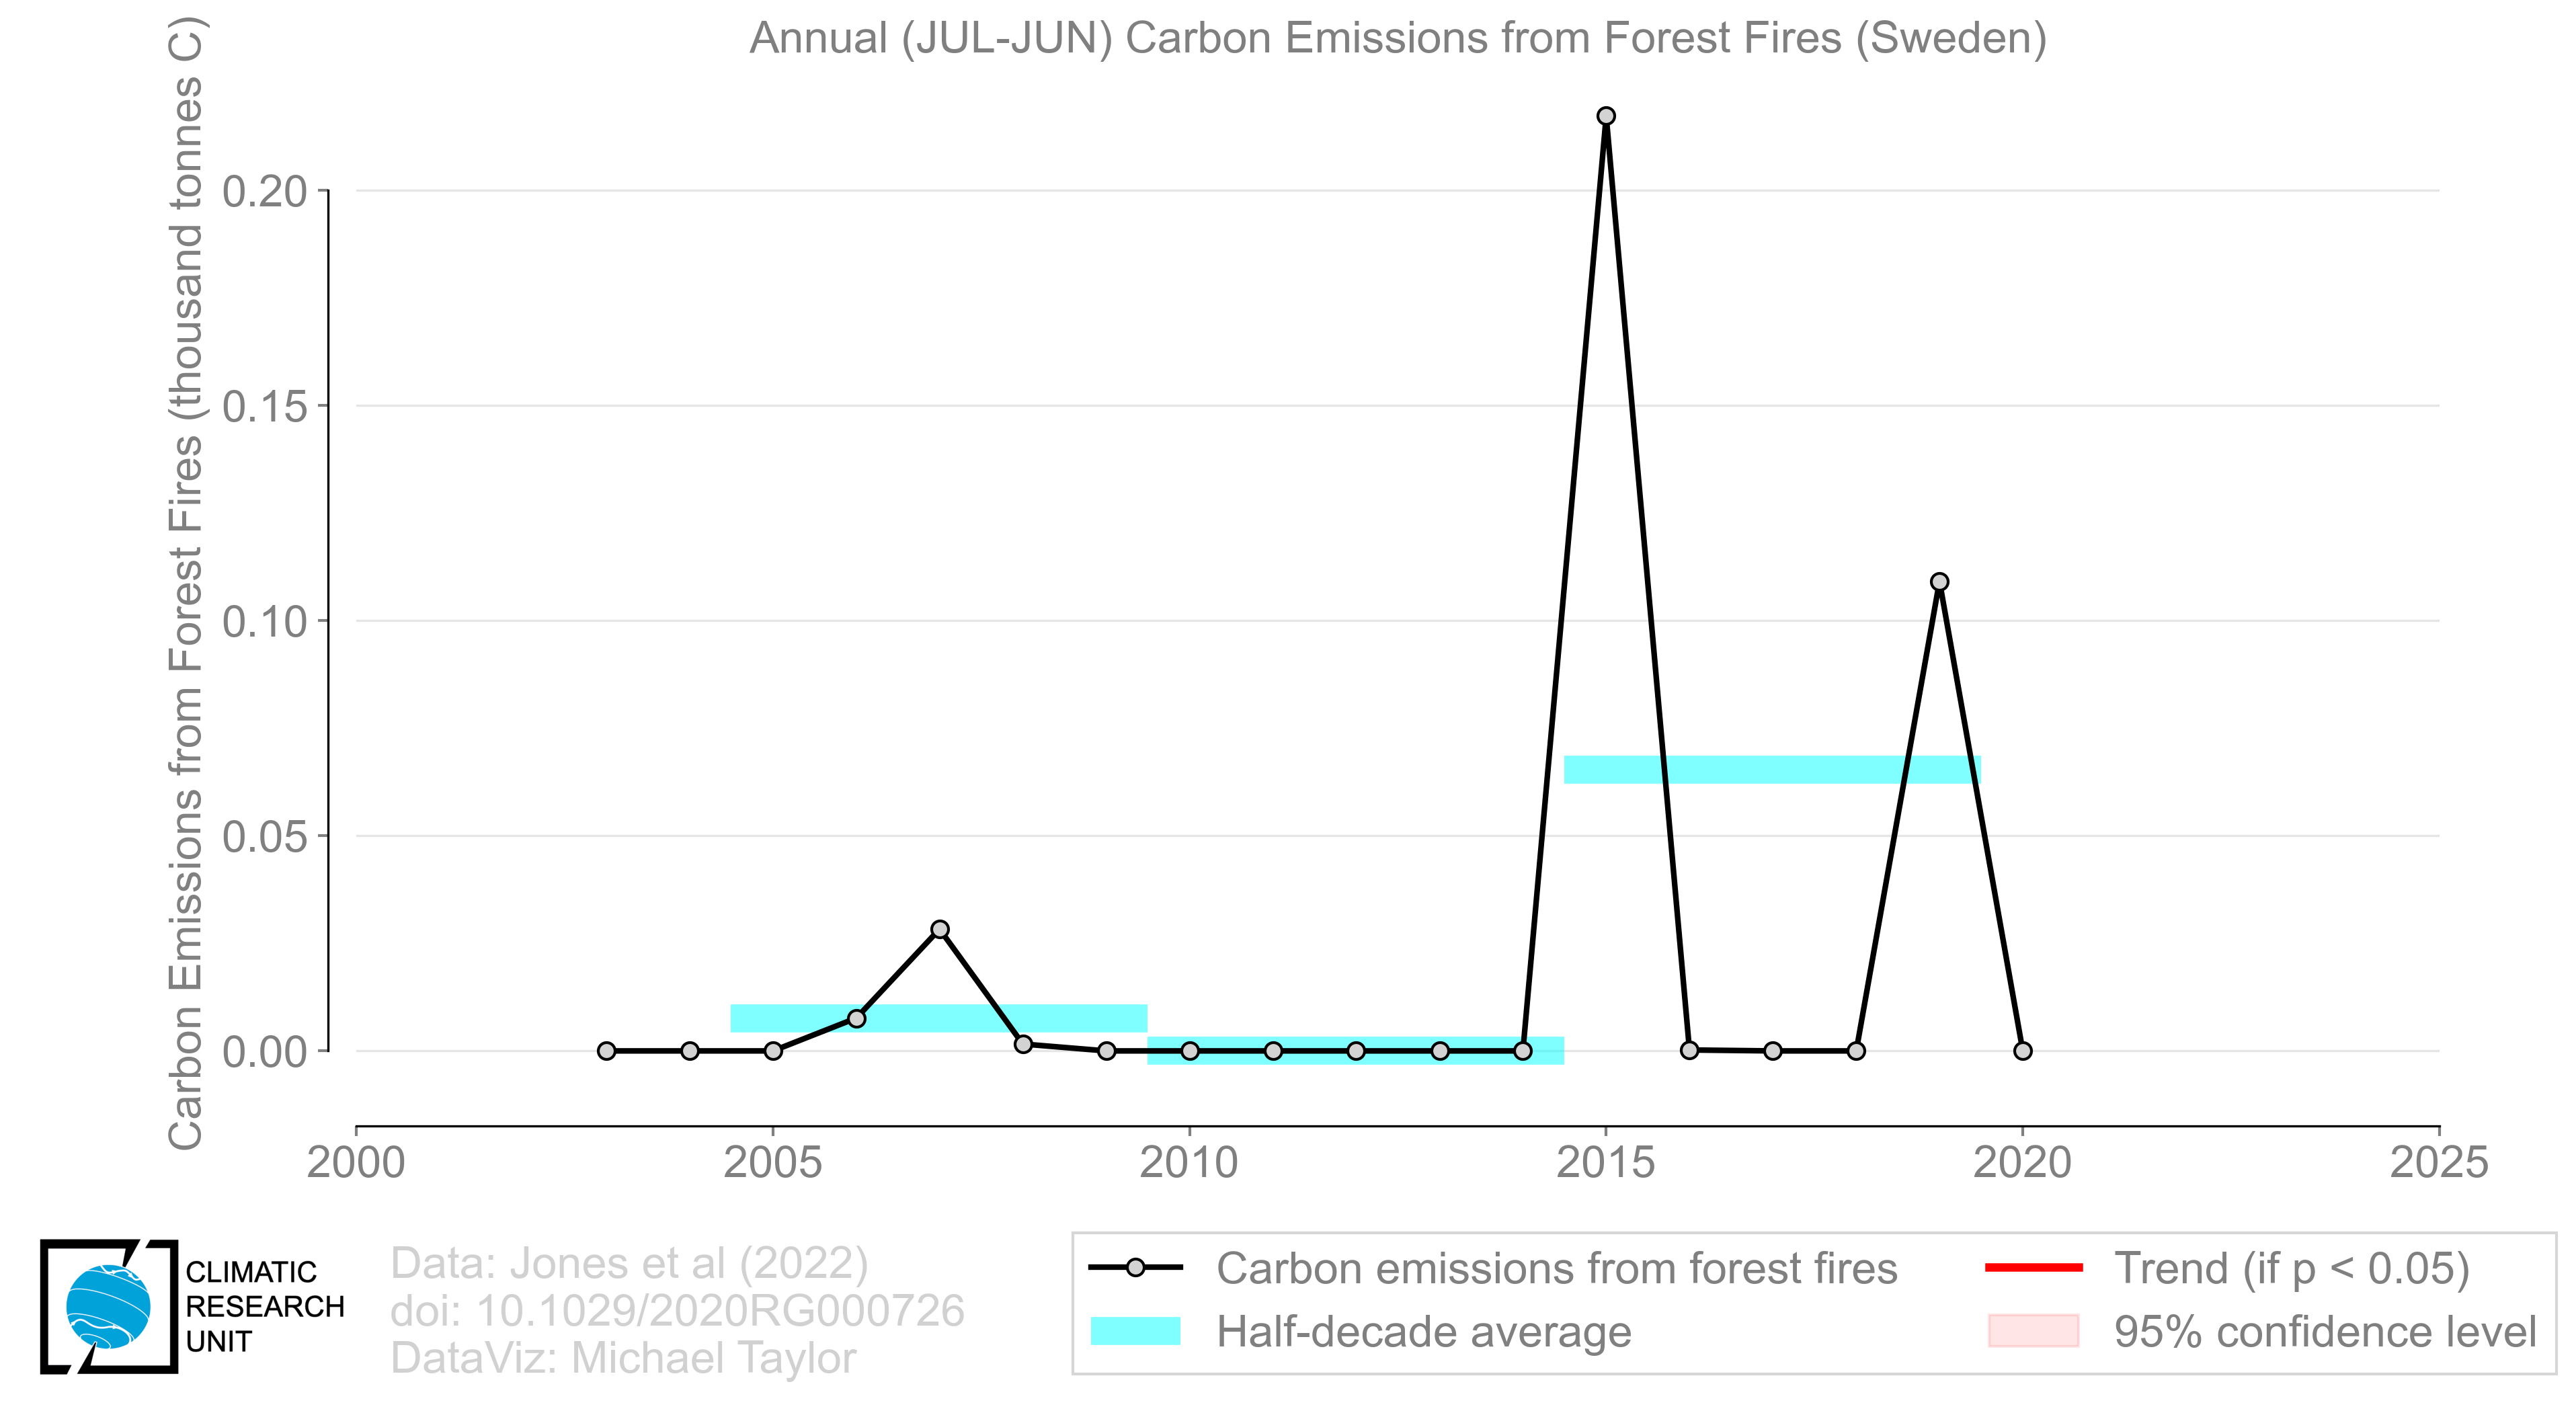 Annual (JUL-JUN) Carbon Emissions from Forest Fires (Sweden)
Carbon Emissions from Forest Fires (thousand tonnes C)
0.20
0.15
0.10
0.05
0.00
2000
2005
2010
2015
2020
2025
CLIMATIC
RESEARCH
UNIT
Data: Jones et al (2022)
doi: 10.1029/2020RG000726
DataViz: Michael Taylor
Carbon emissions from forest fires
Half-decade average
Trend (if p < 0.05)
95% confidence level